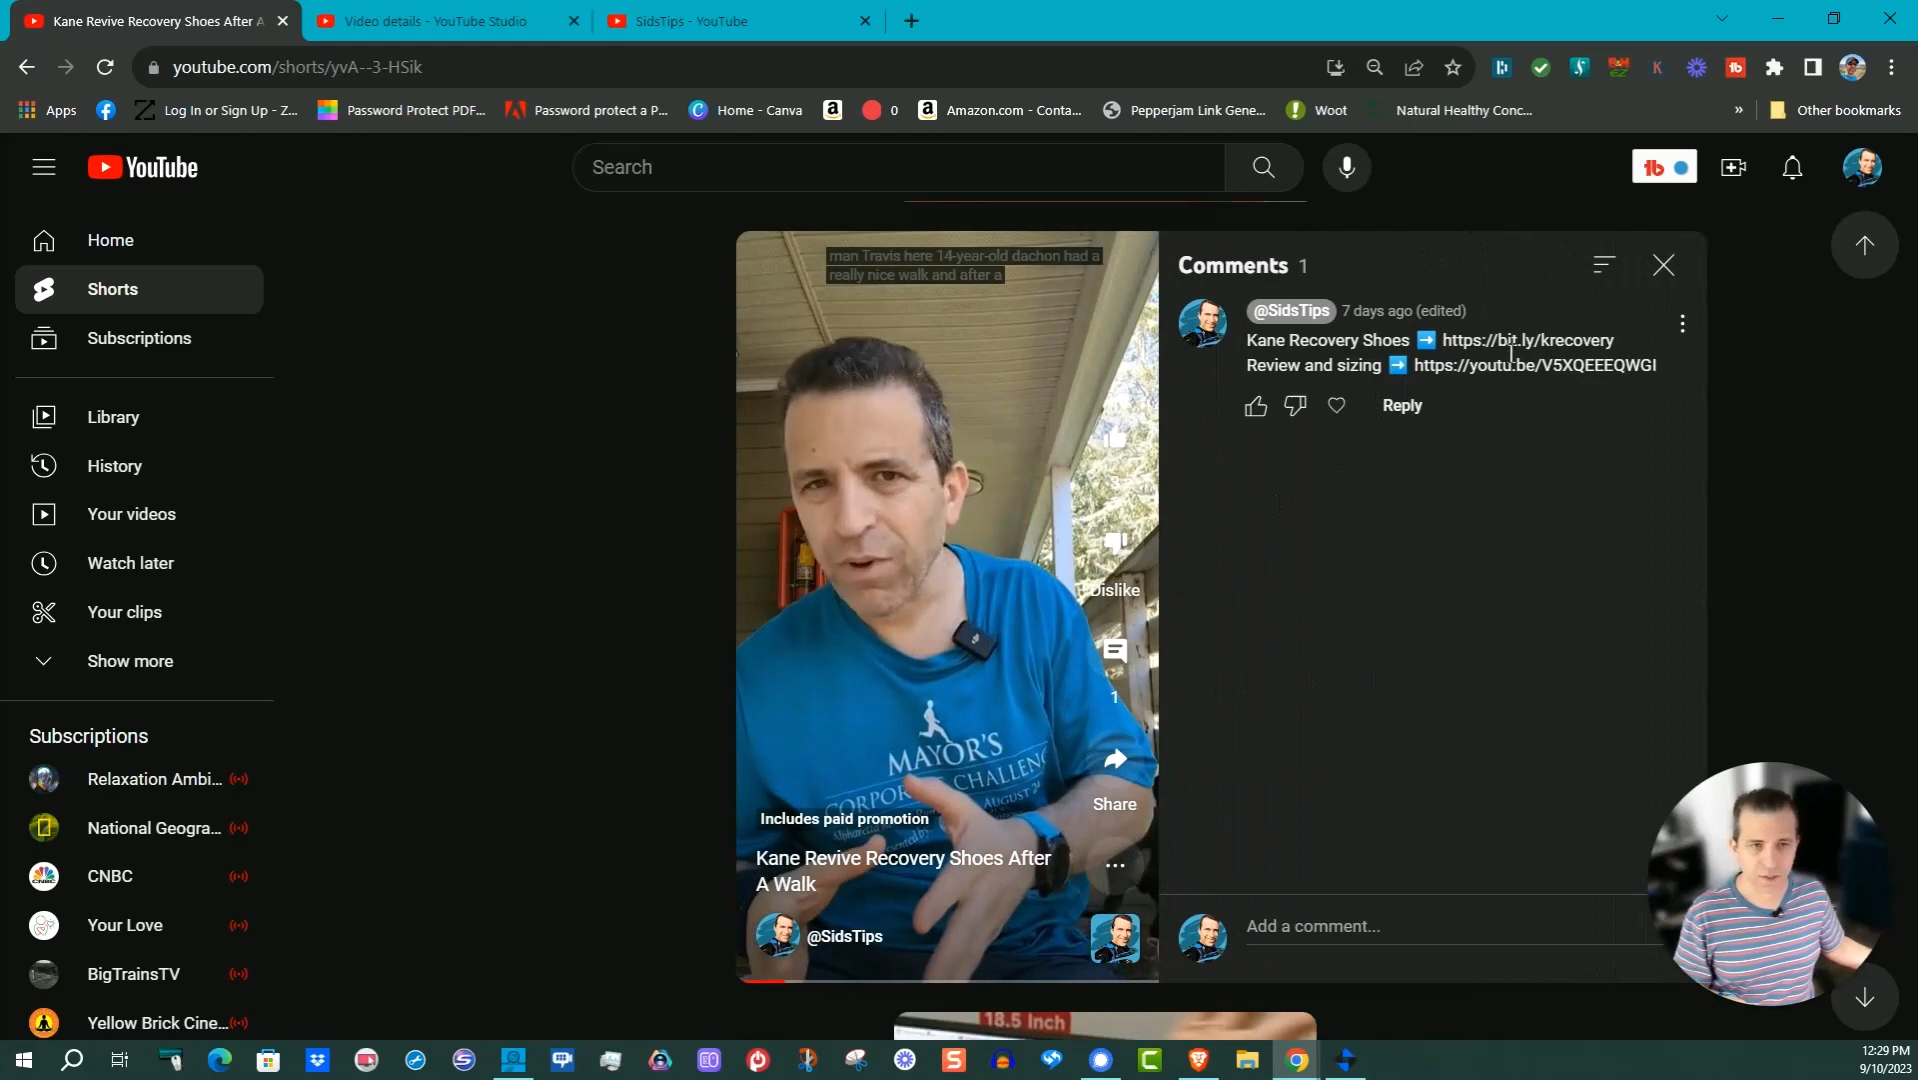 Kane Revive Recovery Shoes After A
Video details - YouTube Studio
SidsTips - YouTube
youtube.com/shorts/yvA--3-HSik
Apps
Log In or Sign Up - Z...
Password Protect PDF...
Password protect a P...
Home - Canva
0
Amazon.com - Conta...
Pepperjam Link Gene...
Woot
Natural Healthy Conc...
»
Other bookmarks
YouTube
Search
Home
Shorts
Subscriptions
Library
History
Your videos
Watch later
Your clips
Show more
Subscriptions
Relaxation Ambi...
National Geogra...
CNBC
Your Love
BigTrainsTV
Yellow Brick Cine...
man Travis here 14-year-old dachon had a
really nice walk and after a
3
Dislike
1
Share
MAYOR'S
CORPORATE CHALLENG
AUGUST 2
Includes paid promotion
Kane Revive Recovery Shoes After
A Walk
@SidsTips
Comments 1
@SidsTips 7 days ago (edited)
Kane Recovery Shoes ➡️ https://bit.ly/krecovery
Review and sizing ➡️ https://youtu.be/V5XQEEEQWGI
Reply
Add a comment...
18.5 Inch
12:29 PM
9/10/2023